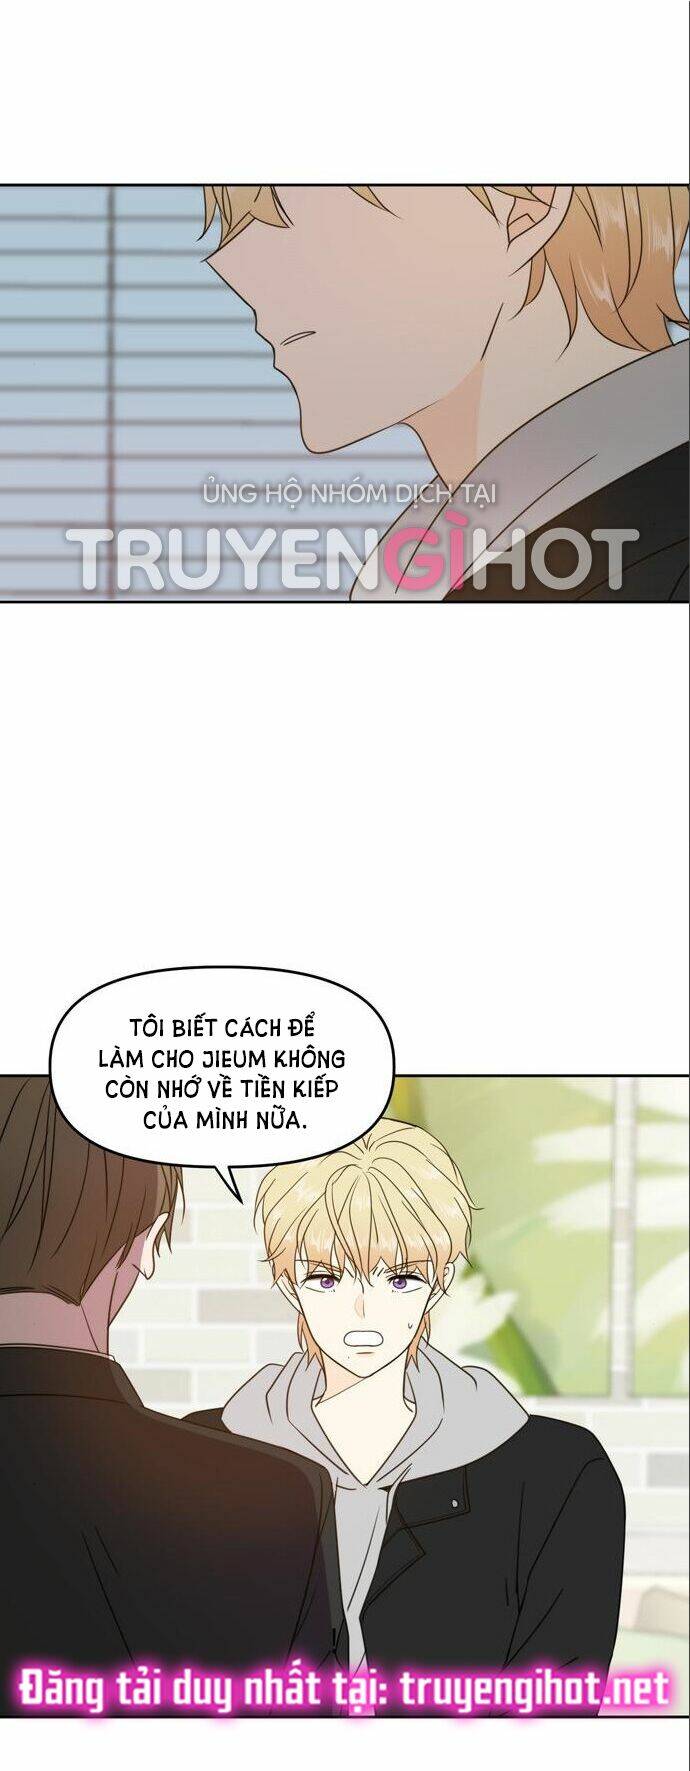 ỦNG HỘ NHÓM DỊCH TẠI
TRUYENGÌHOT
TÔI BIẾT CÁCH ĐỂ
LÀM CHO JIEUM KHÔNG
CÒN NHỚ VỀ TIỀN KIẾP
CỦA MÌNH NỮA.
Đăng tải duy nhất tại: truyengihot.net